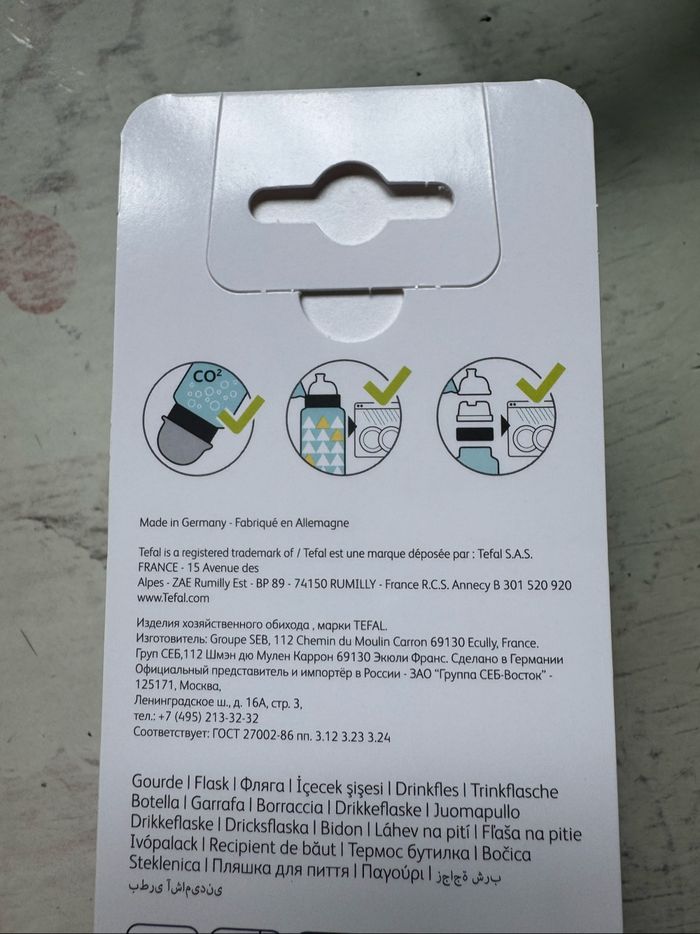 CO²
Made in Germany - Fabriqué en Allemagne
Tefal is a registered trademark of / Tefal est une marque déposée par : Tefal S.A.S.
FRANCE - 15 Avenue des
Alpes - ZAE Rumilly Est - BP 89 - 74150 RUMILLY - France R.C.S. Annecy B 301 520 920
www.Tefal.com
Изделия хозяйственного обихода , марки TEFAL.
Изготовитель: Groupe SEB, 112 Chemin du Moulin Carron 69130 Ecully, France.
Груп СЕБ,112 Шмэн дю Мулен Каррон 69130 Экюли Франс. Сделано в Германии
Официальный представитель и импортёр в России - ЗАО "Группа СЕБ-Восток" -
125171, Москва,
Ленинградское ш., д. 16А, стр. 3,
тел.: +7 (495) 213-32-32
Соответствует: ГОСТ 27002-86 пп. 3.12 3.23 3.24
Gourde | Flask | Фляга | İçecek şişesi | Drinkfles | Trinkflasche
Botella | Garrafa | Borraccia | Drikkeflaske | Juomapullo
Drikkeflaske | Dricksflaska | Bidon | Láhev na pití | Fľaša na pitie
Ivópalack | Recipient de băut | Термос бутилка | Bočica
Steklenica | Пляшка для пиття | Παγούρι | زجاجة شرب
بطری آشامیدنی